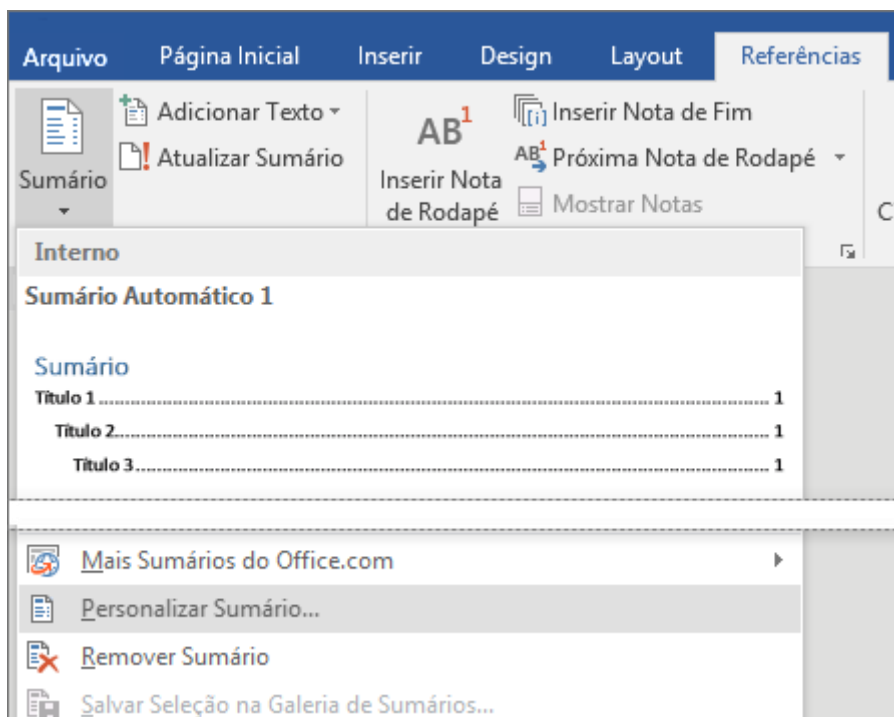 Arquivo Página Inicial Inserir Design Layout Referências
Sumário
Adicionar Texto
Atualizar Sumário
AB1
Inserir Nota
de Rodapé
[i] Inserir Nota de Fim
AB1 Próxima Nota de Rodapé
Mostrar Notas
C
Interno
Sumário Automático 1
Sumário
Título 1 1
Título 2 1
Título 3 1
Mais Sumários do Office.com
Personalizar Sumário...
Remover Sumário
Salvar Seleção na Galeria de Sumários...